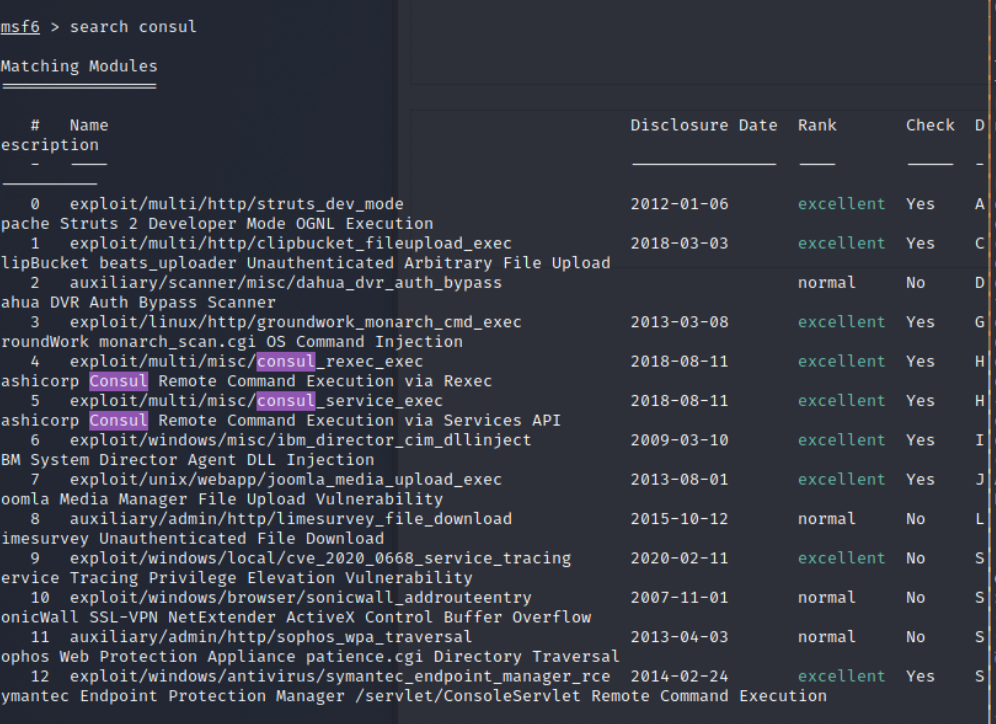 msf6 > search consul
Matching Modules
================
# Name Disclosure Date Rank Check D
escription
- ---- --------------- ---- ----- -
----------
0 exploit/multi/http/struts_dev_mode 2012-01-06 excellent Yes A
pache Struts 2 Developer Mode OGNL Execution
1 exploit/multi/http/clipbucket_fileupload_exec 2018-03-03 excellent Yes C
lipBucket beats_uploader Unauthenticated Arbitrary File Upload
2 auxiliary/scanner/misc/dahua_dvr_auth_bypass normal No D
ahua DVR Auth Bypass Scanner
3 exploit/linux/http/groundwork_monarch_cmd_exec 2013-03-08 excellent Yes G
roundWork monarch_scan.cgi OS Command Injection
4 exploit/multi/misc/consul_rexec_exec 2018-08-11 excellent Yes H
ashicorp Consul Remote Command Execution via Rexec
5 exploit/multi/misc/consul_service_exec 2018-08-11 excellent Yes H
ashicorp Consul Remote Command Execution via Services API
6 exploit/windows/misc/ibm_director_cim_dllinject 2009-03-10 excellent Yes I
BM System Director Agent DLL Injection
7 exploit/unix/webapp/joomla_media_upload_exec 2013-08-01 excellent Yes J
oomla Media Manager File Upload Vulnerability
8 auxiliary/admin/http/limesurvey_file_download 2015-10-12 normal No L
imesurvey Unauthenticated File Download
9 exploit/windows/local/cve_2020_0668_service_tracing 2020-02-11 excellent No S
ervice Tracing Privilege Elevation Vulnerability
10 exploit/windows/browser/sonicwall_addrouteentry 2007-11-01 normal No S
onicWall SSL-VPN NetExtender ActiveX Control Buffer Overflow
11 auxiliary/admin/http/sophos_wpa_traversal 2013-04-03 normal No S
ophos Web Protection Appliance patience.cgi Directory Traversal
12 exploit/windows/antivirus/symantec_endpoint_manager_rce 2014-02-24 excellent Yes S
ymantec Endpoint Protection Manager /servlet/ConsoleServlet Remote Command Execution